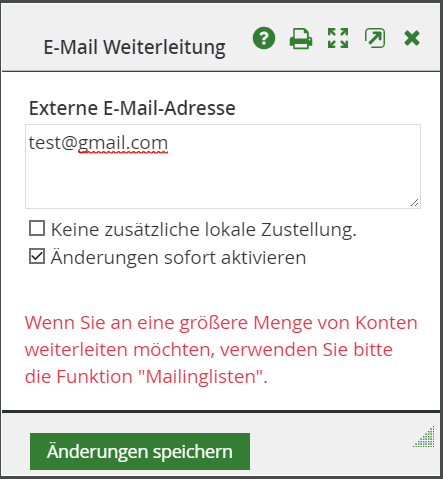 E-Mail Weiterleitung
Externe E-Mail-Adresse
test@gmail.com
Keine zusätzliche lokale Zustellung.
Änderungen sofort aktivieren
Wenn Sie an eine größere Menge von Konten
weiterleiten möchten, verwenden Sie bitte
die Funktion "Mailinglisten".
Änderungen speichern